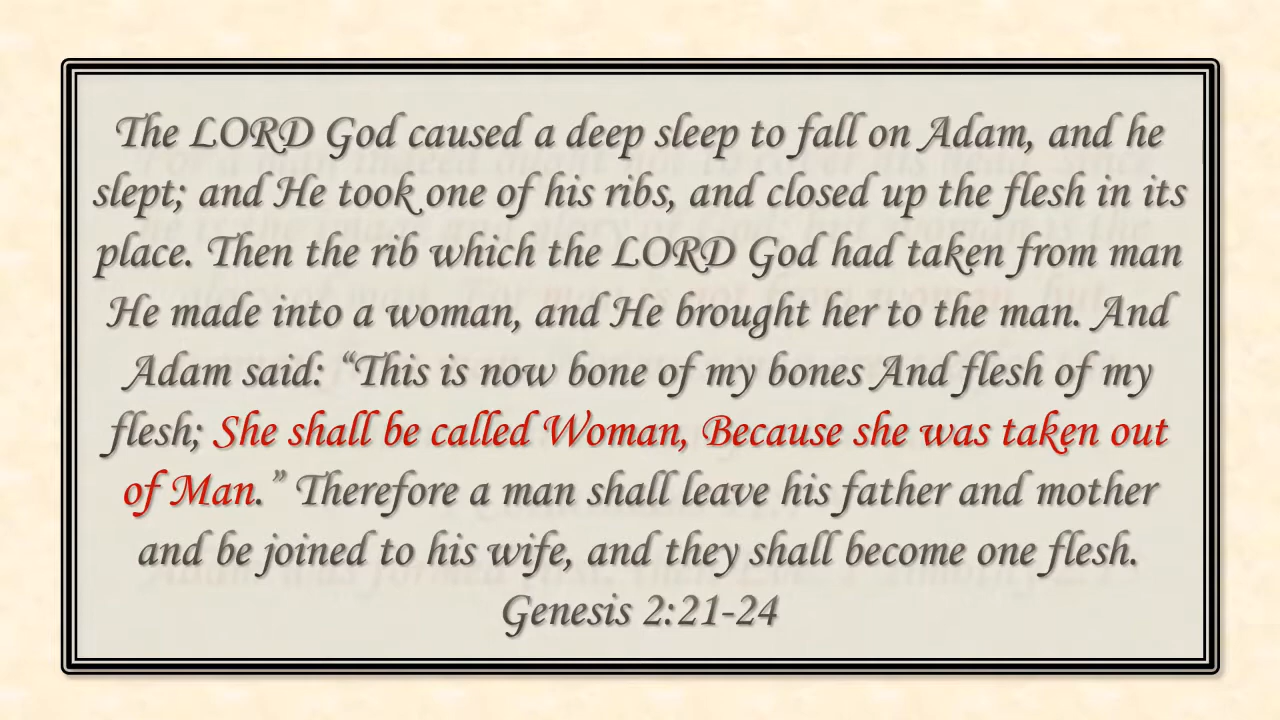 The LORD God caused a deep sleep to fall on Adam, and he
slept; and He took one of his ribs, and closed up the flesh in its
place. Then the rib which the LORD God had taken from man
He made into a woman, and He brought her to the man. And
Adam said: “This is now bone of my bones And flesh of my
flesh; She shall be called Woman, Because she was taken out
of Man.” Therefore a man shall leave his father and mother
and be joined to his wife, and they shall become one flesh.
Genesis 2:21-24